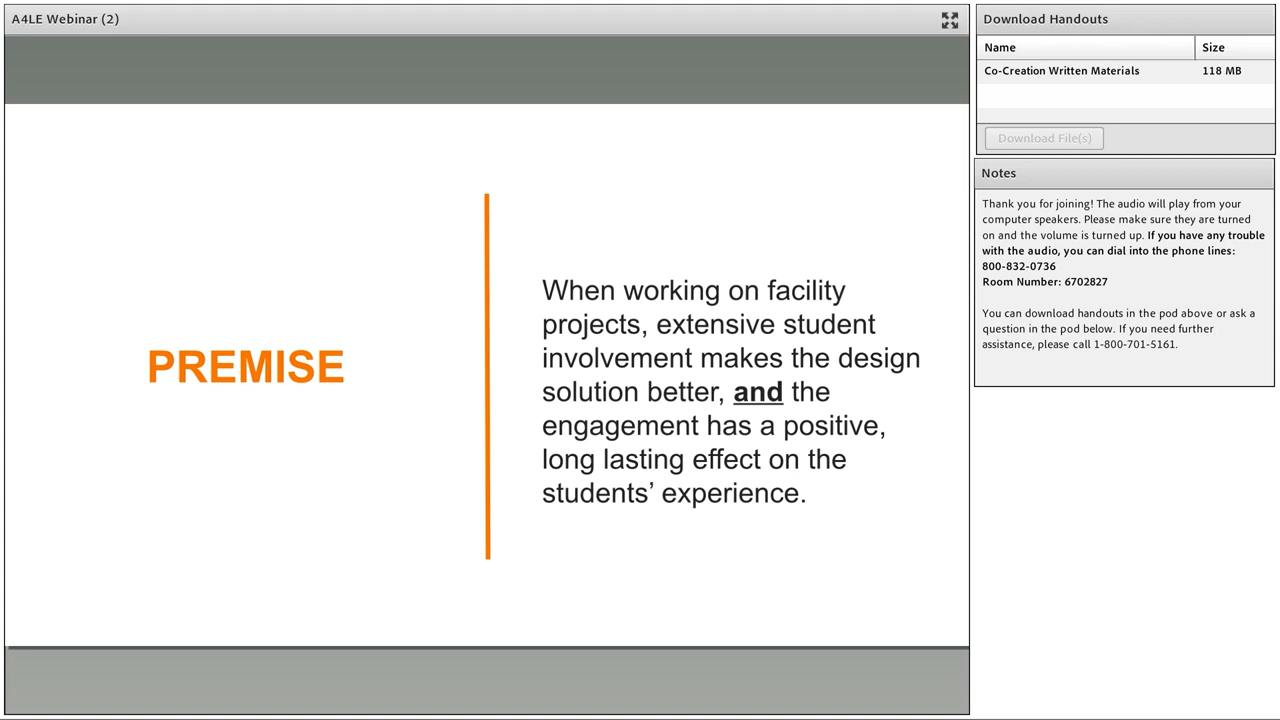 A4LE Webinar (2)
PREMISE
When working on facility
projects, extensive student
involvement makes the design
solution better, and the
engagement has a positive,
long lasting effect on the
students’ experience.
Download Handouts
Name Size
Co-Creation Written Materials 118 MB
Download File(s)
Notes
Thank you for joining! The audio will play from your
computer speakers. Please make sure they are turned
on and the volume is turned up. If you have any trouble
with the audio, you can dial into the phone lines:
800-832-0736
Room Number: 6702827
You can download handouts in the pod above or ask a
question in the pod below. If you need further
assistance, please call 1-800-701-5161.